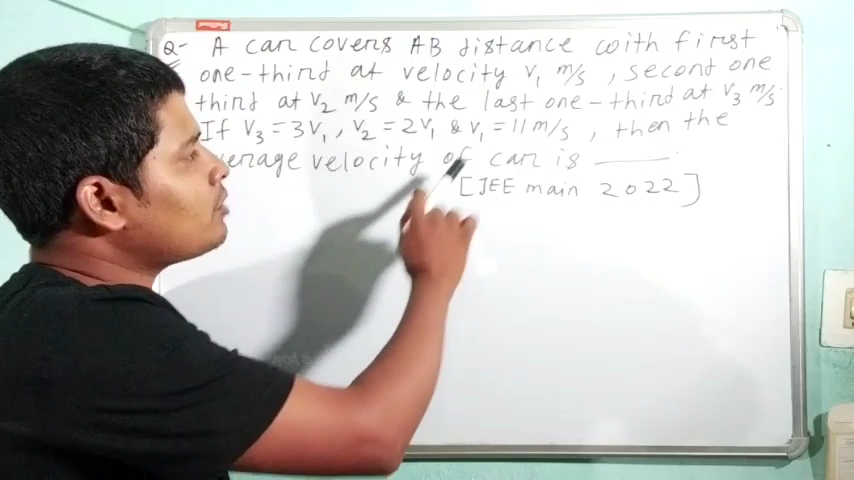 Q- A car covers AB distance with first
one-third at velocity v₁ m/s, second one
third at v₂ m/s & the last one-third at v₃ m/s.
If v₃ = 3v₁, v₂ = 2v₁ & v₁ = 11 m/s, then the
verage velocity of car is ______.
[JEE main 2022]